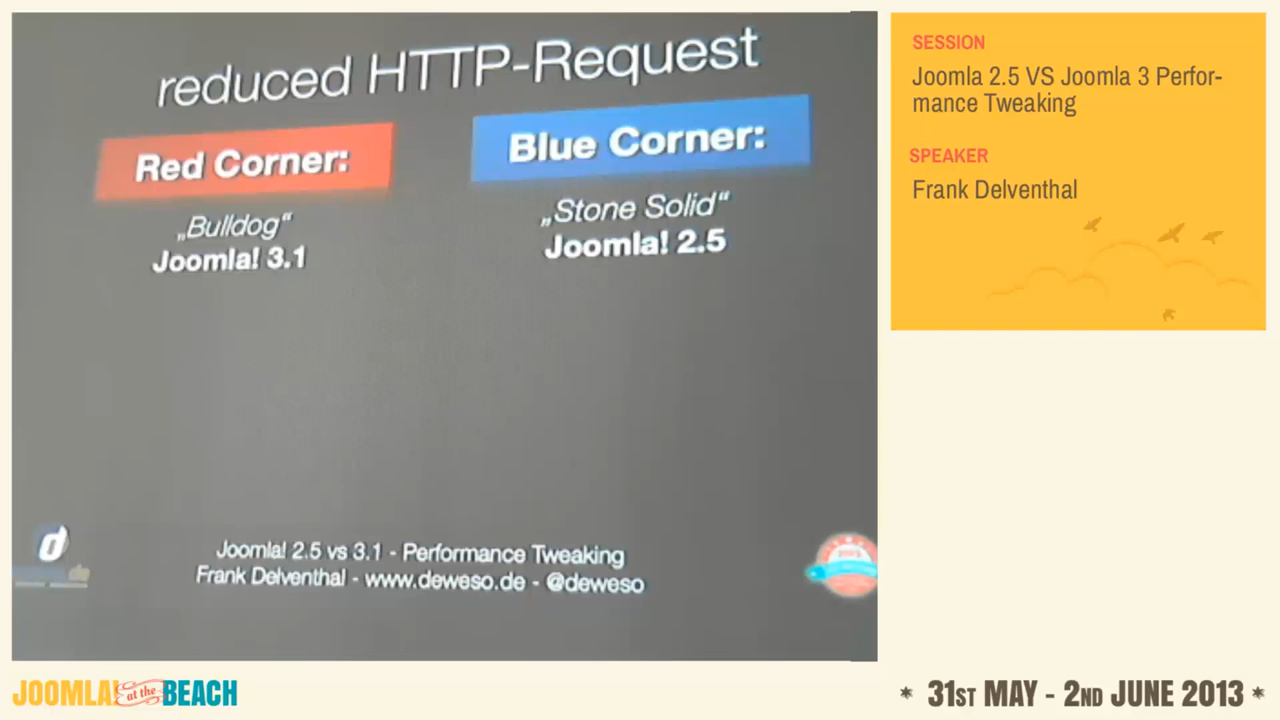 reduced HTTP-Request
Red Corner:
Blue Corner:
„Bulldog“
Joomla! 3.1
„Stone Solid“
Joomla! 2.5
d
Joomla! 2.5 vs 3.1 - Performance Tweaking
Frank Delventhal - www.deweso.de - @deweso
SESSION
Joomla 2.5 VS Joomla 3 Perfor-
mance Tweaking
SPEAKER
Frank Delventhal
JOOMLA! at the BEACH
* 31ST MAY - 2ND JUNE 2013 *